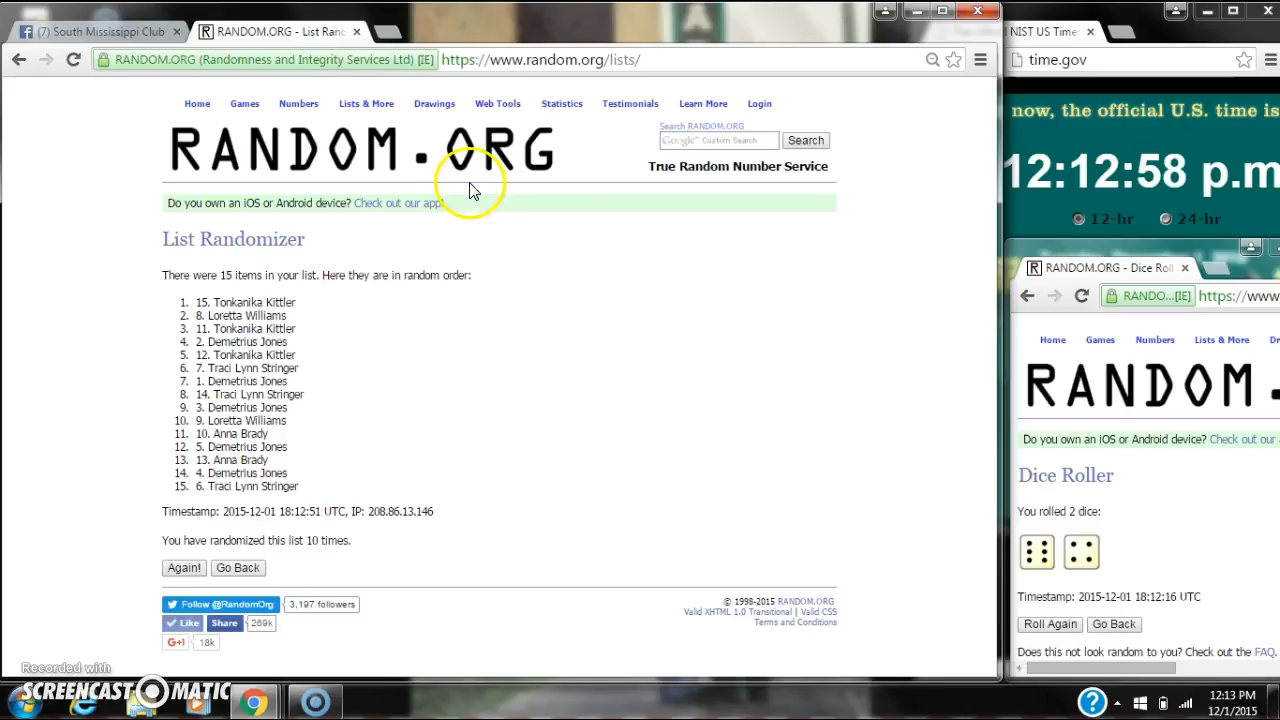 (7) South Mississippi Club
RANDOM.ORG - List Ran
NIST US Time
RANDOM.ORG (Randomness and Integrity Services Ltd) [IE]
https://www.random.org/lists/
time.gov
Home Games Numbers Lists & More Drawings Web Tools Statistics Testimonials Learn More Login
RANDOM.ORG
Search RANDOM.ORG
Google™ Custom Search
Search
True Random Number Service
Do you own an iOS or Android device? Check out our app!
List Randomizer
There were 15 items in your list. Here they are in random order:
1. 15. Tonkanika Kittler
2. 8. Loretta Williams
3. 11. Tonkanika Kittler
4. 2. Demetrius Jones
5. 12. Tonkanika Kittler
6. 7. Traci Lynn Stringer
7. 1. Demetrius Jones
8. 14. Traci Lynn Stringer
9. 3. Demetrius Jones
10. 9. Loretta Williams
11. 10. Anna Brady
12. 5. Demetrius Jones
13. 13. Anna Brady
14. 4. Demetrius Jones
15. 6. Traci Lynn Stringer
Timestamp: 2015-12-01 18:12:51 UTC, IP: 208.86.13.146
You have randomized this list 10 times.
Again! Go Back
Follow @RandomOrg 3,197 followers
Like Share 269k
G+1 18k
© 1998-2015 RANDOM.ORG
Valid XHTML 1.0 Transitional | Valid CSS
Terms and Conditions
now, the official U.S. time is
12:12:58 p.m
12-hr 24-hr
RANDOM.ORG - Dice Roll
RANDO...[IE] https://www
Home Games Numbers Lists & More Dr
RANDOM.
Do you own an iOS or Android device? Check out our
Dice Roller
You rolled 2 dice:
Timestamp: 2015-12-01 18:12:16 UTC
Roll Again Go Back
Does this not look random to you? Check out the FAQ.
Recorded with
SCREENCAST-O-MATIC
12:13 PM
12/1/2015